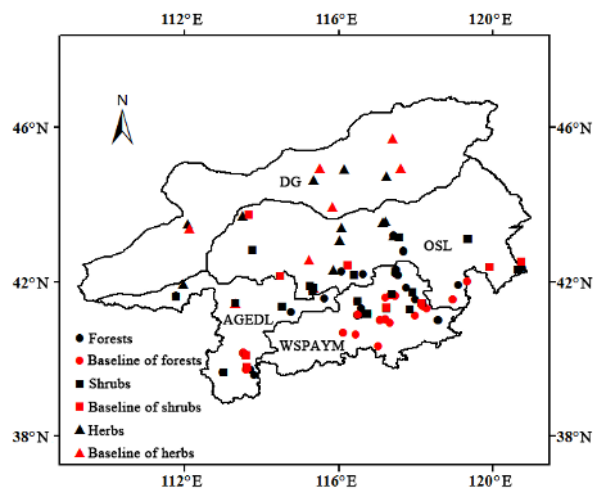 112°E 116°E 120°E
N
46°N 46°N
DG
OSL
42°N 42°N
AGEDL
WSPAYM
Forests
Baseline of forests
Shrubs
Baseline of shrubs
Herbs
Baseline of herbs
38°N 38°N
112°E 116°E 120°E